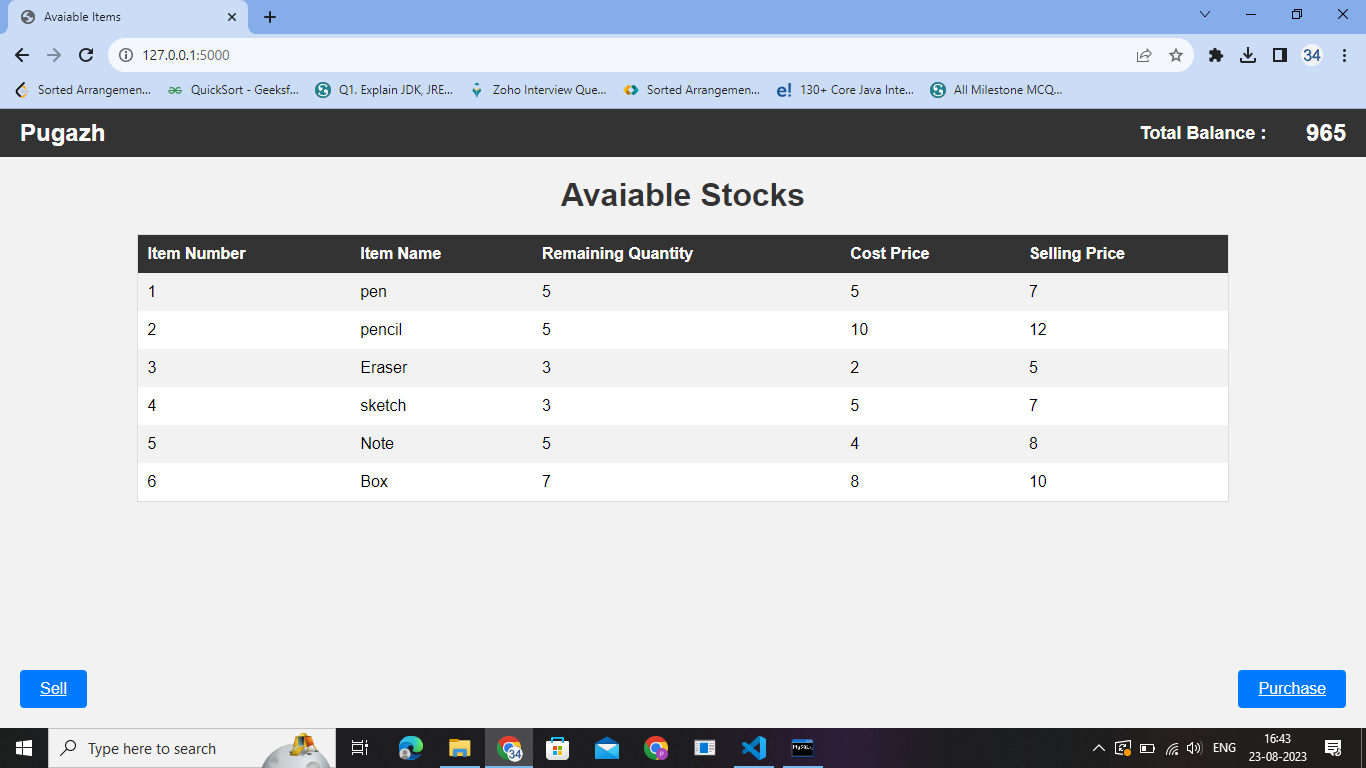 Avaiable Items
127.0.0.1:5000
34
Sorted Arrangemen... QuickSort - Geeksf... Q1. Explain JDK, JRE... Zoho Interview Que... Sorted Arrangemen... e! 130+ Core Java Inte... All Milestone MCQ...
Pugazh Total Balance : 965
Avaiable Stocks
Item Number Item Name Remaining Quantity Cost Price Selling Price
1 pen 5 5 7
2 pencil 5 10 12
3 Eraser 3 2 5
4 sketch 3 5 7
5 Note 5 4 8
6 Box 7 8 10
Sell Purchase
Type here to search 34 MySQL ENG 16:43
23-08-2023